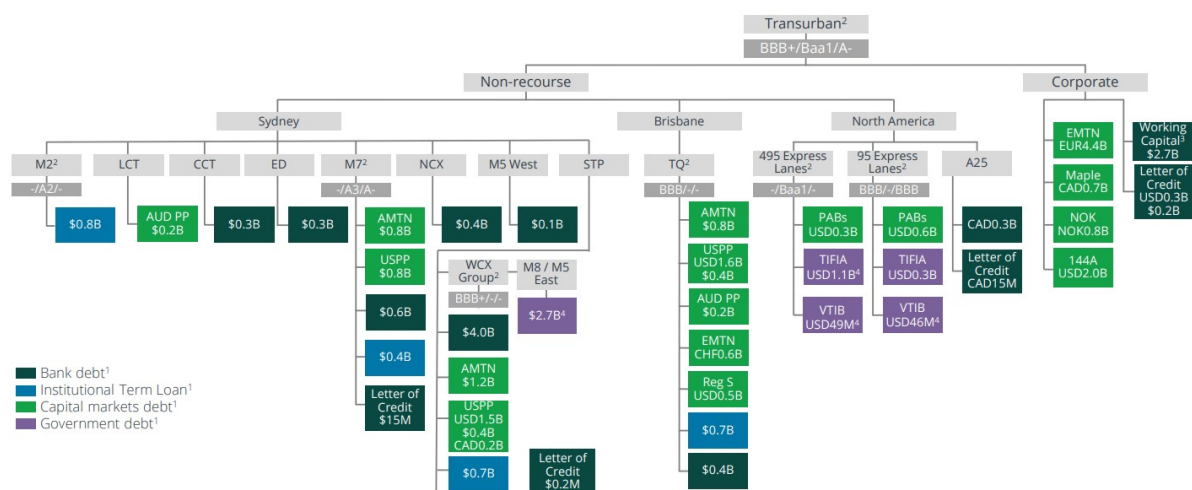 Transurban²
BBB+/Baa1/A-
Non-recourse
Corporate
Sydney
Brisbane
North America
M2²
-/A2/-
LCT
CCT
ED
M7²
-/A3/A-
NCX
M5 West
STP
TQ²
BBB/-/-
495 Express
Lanes²
-/Baa1/-
95 Express
Lanes²
BBB/-/BBB
A25
$0.8B
AUD PP
$0.2B
$0.3B
$0.3B
AMTN
$0.8B
USPP
$0.8B
$0.6B
$0.4B
Letter of
Credit
$15M
$0.4B
$0.1B
WCX
Group²
BBB+/-/-
$4.0B
AMTN
$1.2B
USPP
USD1.5B
$0.4B
CAD0.2B
$0.7B
M8 / M5
East
$2.7B⁴
Letter of
Credit
$0.2M
AMTN
$0.8B
USPP
USD1.6B
$0.4B
AUD PP
$0.2B
EMTN
CHF0.6B
Reg S
USD0.5B
$0.7B
$0.4B
PABs
USD0.3B
TIFIA
USD1.1B⁴
VTIB
USD49M⁴
PABs
USD0.6B
TIFIA
USD0.3B
VTIB
USD46M⁴
CAD0.3B
Letter of
Credit
CAD15M
EMTN
EUR4.4B
Maple
CAD0.7B
NOK
NOK0.8B
144A
USD2.0B
Working
Capital³
$2.7B
Letter of
Credit
USD0.3B
$0.2B
Bank debt¹
Institutional Term Loan¹
Capital markets debt¹
Government debt¹